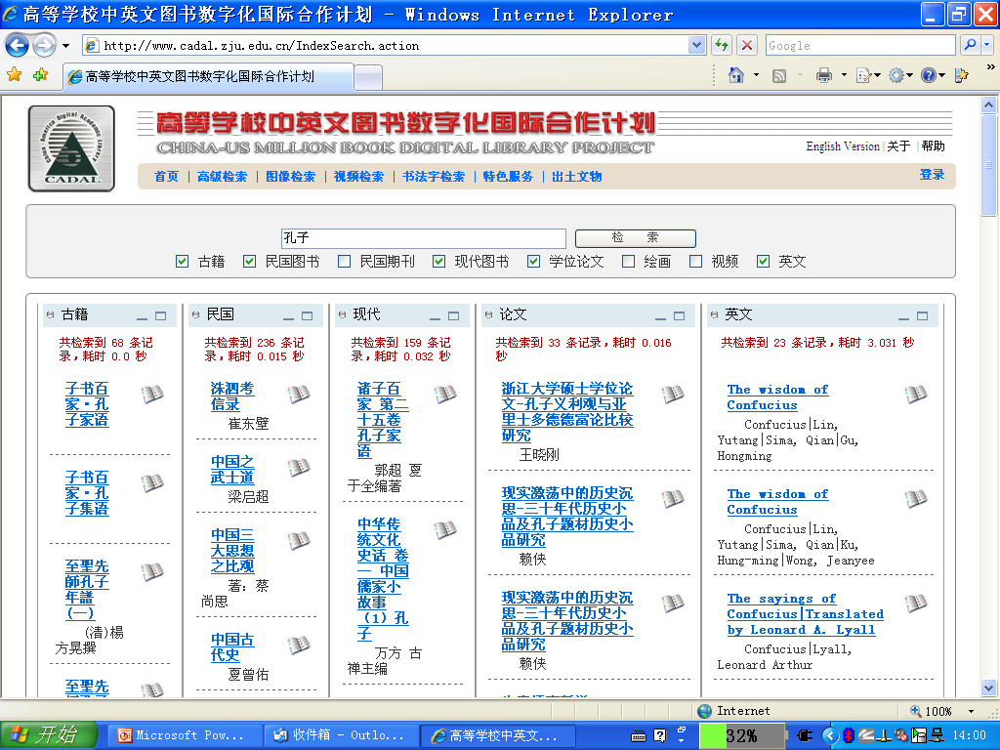 高等学校中英文图书数字化国际合作计划 - Windows Internet Explorer
http://www.cadal.zju.edu.cn/IndexSearch.action
Google
高等学校中英文图书数字化国际合作计划
高等学校中英文图书数字化国际合作计划
CHINA-US MILLION BOOK DIGITAL LIBRARY PROJECT
CADAL
English Version | 关于 | 帮助
首页 | 高级检索 | 图像检索 | 视频检索 | 书法字检索 | 特色服务 | 出土文物
登录
孔子
检 索
古籍 民国图书 民国期刊 现代图书 学位论文 绘画 视频 英文
古籍
共检索到 68 条记
录，耗时 0.0 秒
子书百
家·孔
子家语
子书百
家·孔
子集语
至聖先
師孔子
年譜
(一)
(清)楊
方晃撰
至聖先
民国
共检索到 236 条记
录，耗时 0.015 秒
洙泗考
信录
崔东壁
中国之
武士道
梁启超
中国三
大思想
之比观
著: 蔡
尚思
中国古
代史
夏曾佑
现代
共检索到 159 条记
录，耗时 0.032 秒
诸子百
家 第二
十五卷
孔子家
语
郭超 夏
于全编著
中华传
统文化
史话 卷
一 中国
儒家小
故事
（1）孔
子
万方 古
禅主编
论文
共检索到 33 条记录，耗时 0.016
秒
浙江大学硕士学位论
文-孔子义利观与亚
里士多德德富论比较
研究
王晓刚
现实激荡中的历史沉
思-三十年代历史小
品及孔子题材历史小
品研究
赖侠
现实激荡中的历史沉
思-三十年代历史小
品及孔子题材历史小
品研究
赖侠
英文
共检索到 23 条记录，耗时 3.031 秒
The wisdom of
Confucius
Confucius|Lin,
Yutang|Sima, Qian|Gu,
Hongming
The wisdom of
Confucius
Confucius|Lin,
Yutang|Sima, Qian|Ku,
Hung-ming|Wong, Jeanyee
The sayings of
Confucius|Translated
by Leonard A. Lyall
Confucius|Lyall,
Leonard Arthur
Internet
100%
开始
Microsoft Pow...
收件箱 - Outlo...
高等学校中英文...
32%
14:00